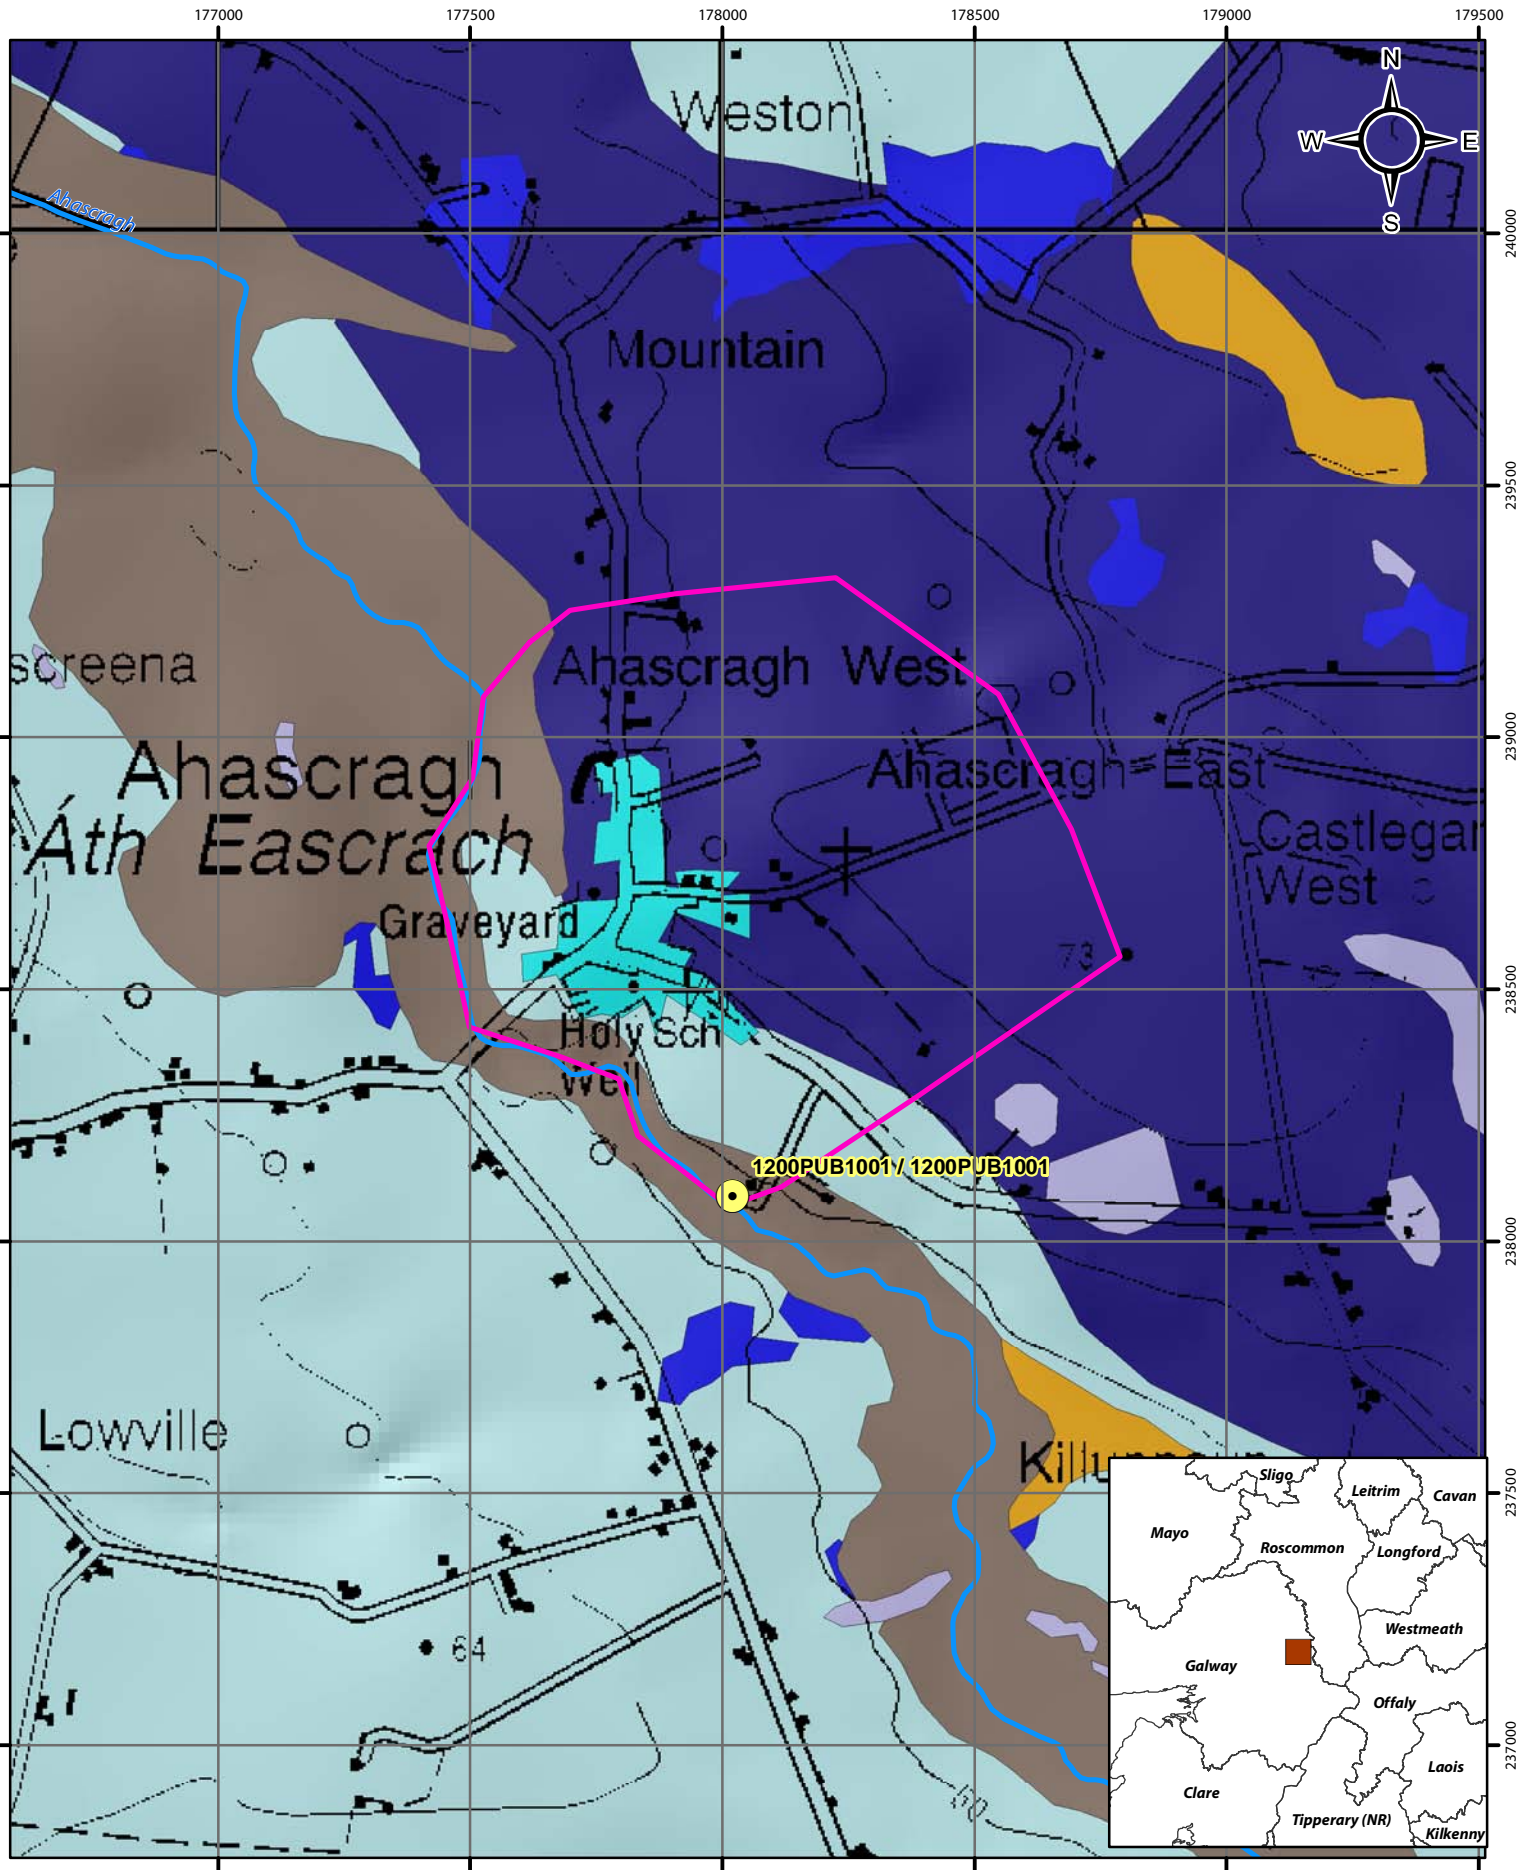 177000 177500 178000 178500 179000 179500
N
W E
S
Weston
Ahascragh
240000
Mountain
239500
screena
Ahascragh West
239000
Ahascragh
Ahascragh East
Áth Eascrach
Castlegar
West
Graveyard
73
238500
Holy Sch
Well
1200PUB1001 / 1200PUB1001
238000
Lowville
237500
64
237000
60
Sligo
Leitrim
Cavan
Mayo
Roscommon
Longford
Westmeath
Galway
Offaly
Laois
Clare
Tipperary (NR)
Kilkenny